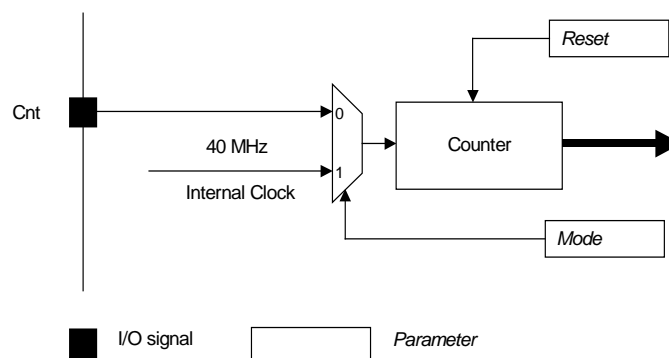 Reset
Cnt
0
40 MHz
Counter
1
Internal Clock
Mode
I/O signal
Parameter